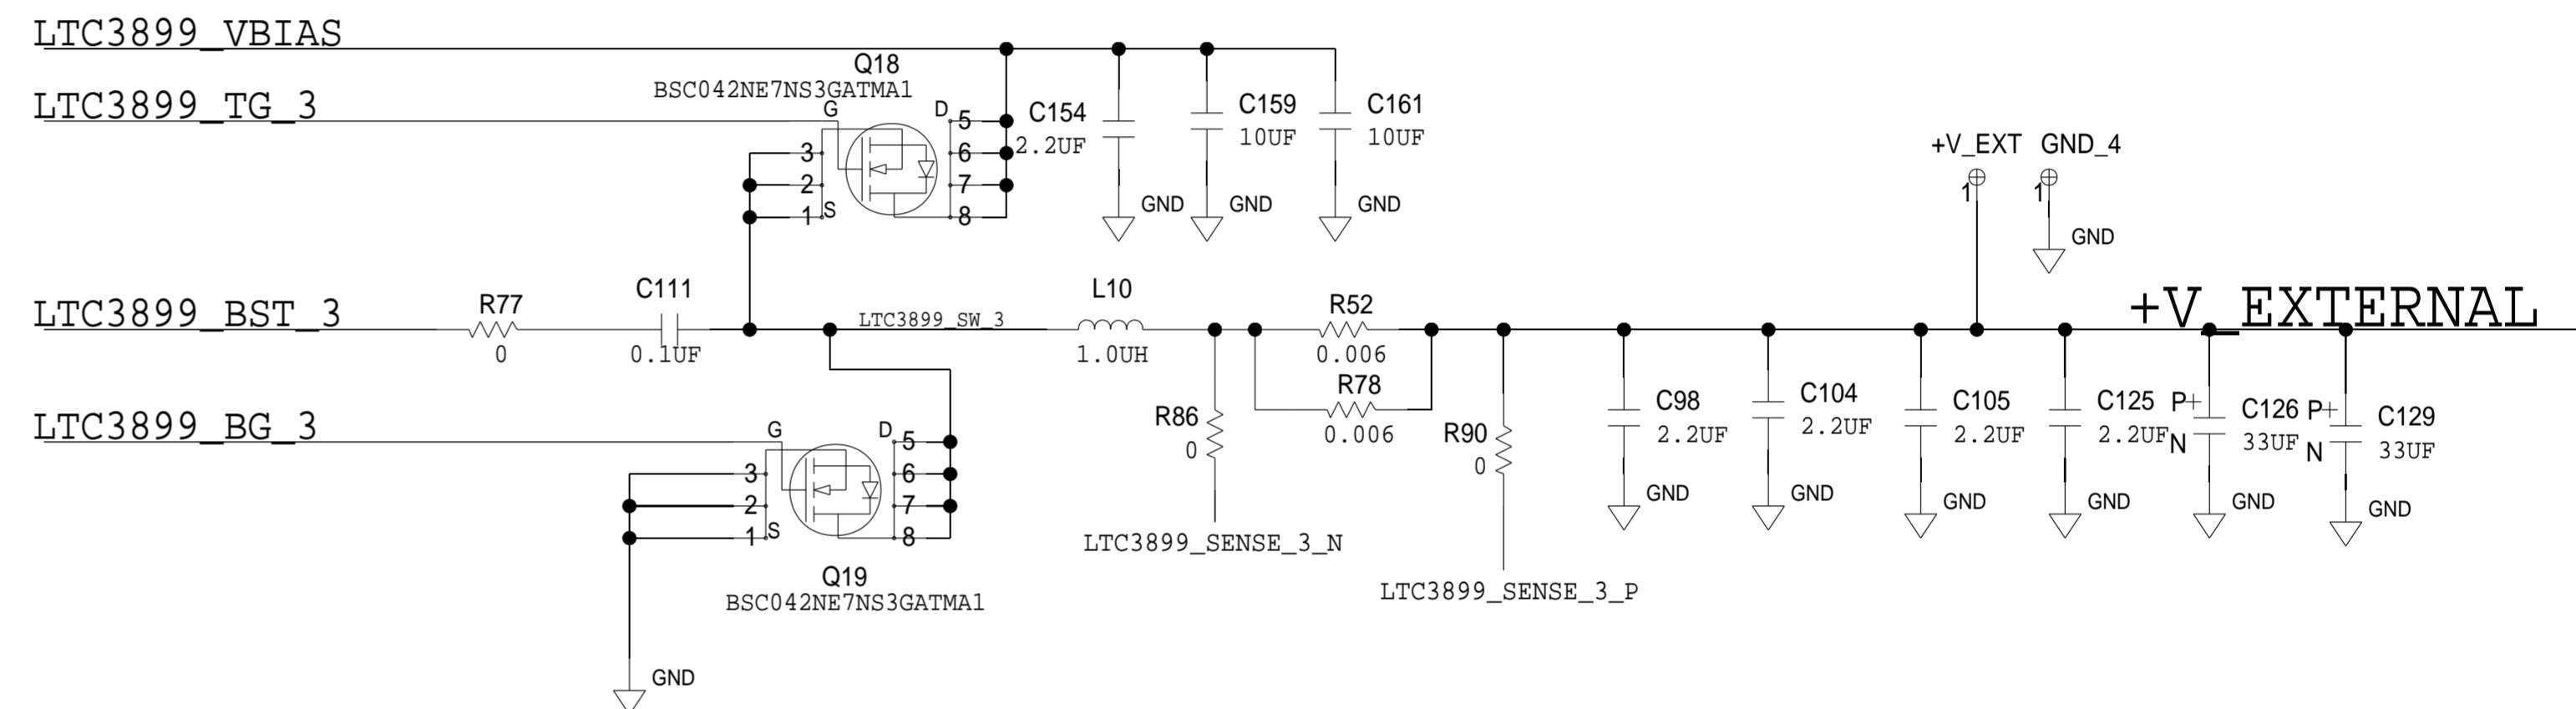 LTC3899_VBIAS
Q18
BSC042NE7NS3GATMA1
LTC3899_TG_3
G
D
5
3
6
2
7
1
S
8
C154
2.2UF
GND
C159
10UF
GND
C161
10UF
GND
+V_EXT
GND_4
1
1
GND
LTC3899_BST_3
R77
0
C111
0.1UF
LTC3899_SW_3
L10
1.0UH
R52
0.006
R78
0.006
+V_EXTERNAL
LTC3899_BG_3
G
D
5
3
6
2
7
1
S
8
Q19
BSC042NE7NS3GATMA1
GND
R86
0
LTC3899_SENSE_3_N
R90
0
LTC3899_SENSE_3_P
C98
2.2UF
GND
C104
2.2UF
GND
C105
2.2UF
GND
C125
2.2UF
GND
P+
N
C126
33UF
GND
P+
N
C129
33UF
GND